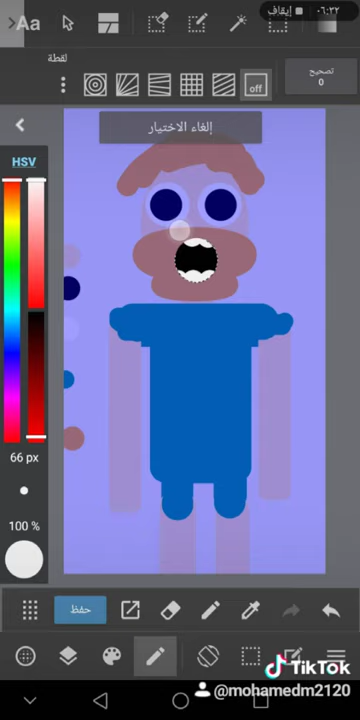 Aa
إيقاف ٠٦:٣٢
لقطة
off
تصحيح
0
إلغاء الاختيار
HSV
66 px
100 %
حفظ
TikTok
@mohamedm2120